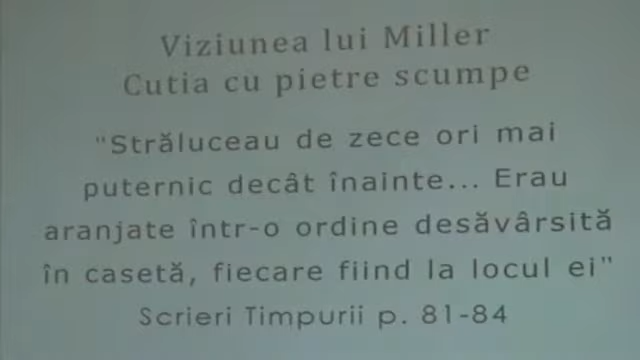 Viziunea lui Miller
Cutia cu pietre scumpe
"Străluceau de zece ori mai
puternic decât înainte... Erau
aranjate într-o ordine desăvârsită
în casetă, fiecare fiind la locul ei"
Scrieri Timpurii p. 81-84